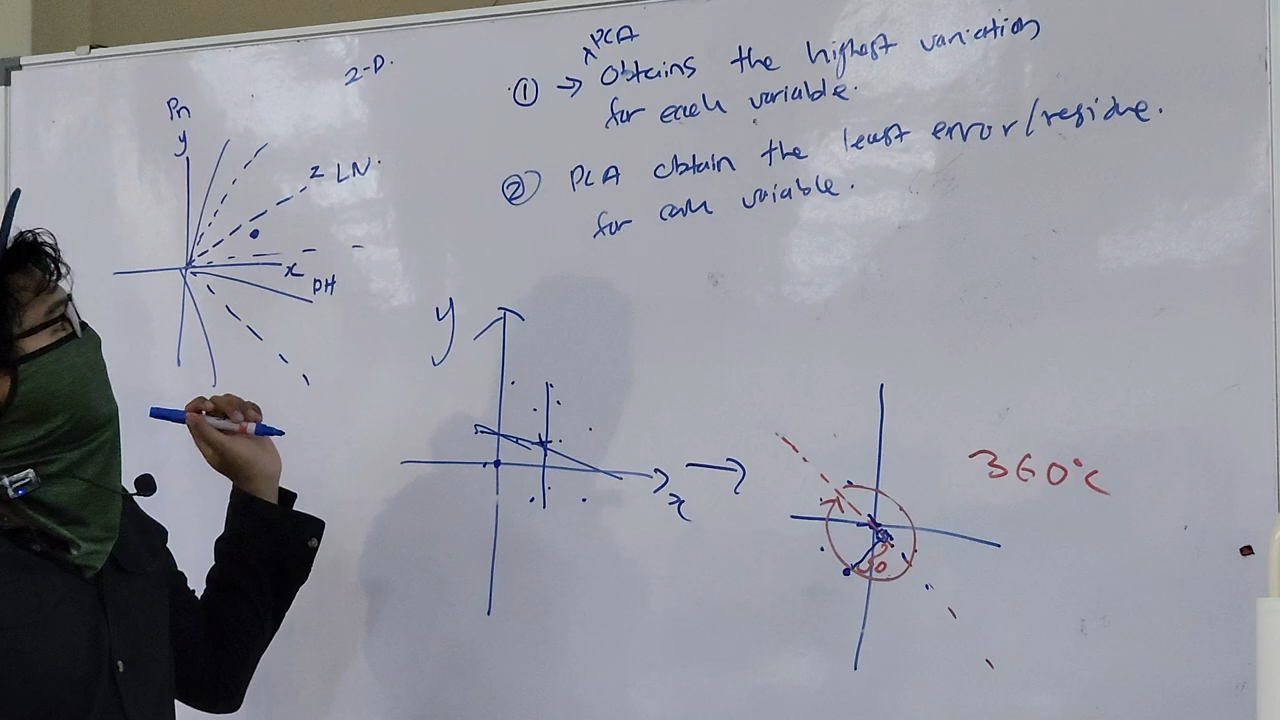 2-D.
① → PCA Obtains the highest variation
for each variable.
② PCA obtain the least error/residue.
for each variable.
Pn
y
z LN.
x
PH
y
x
360°c